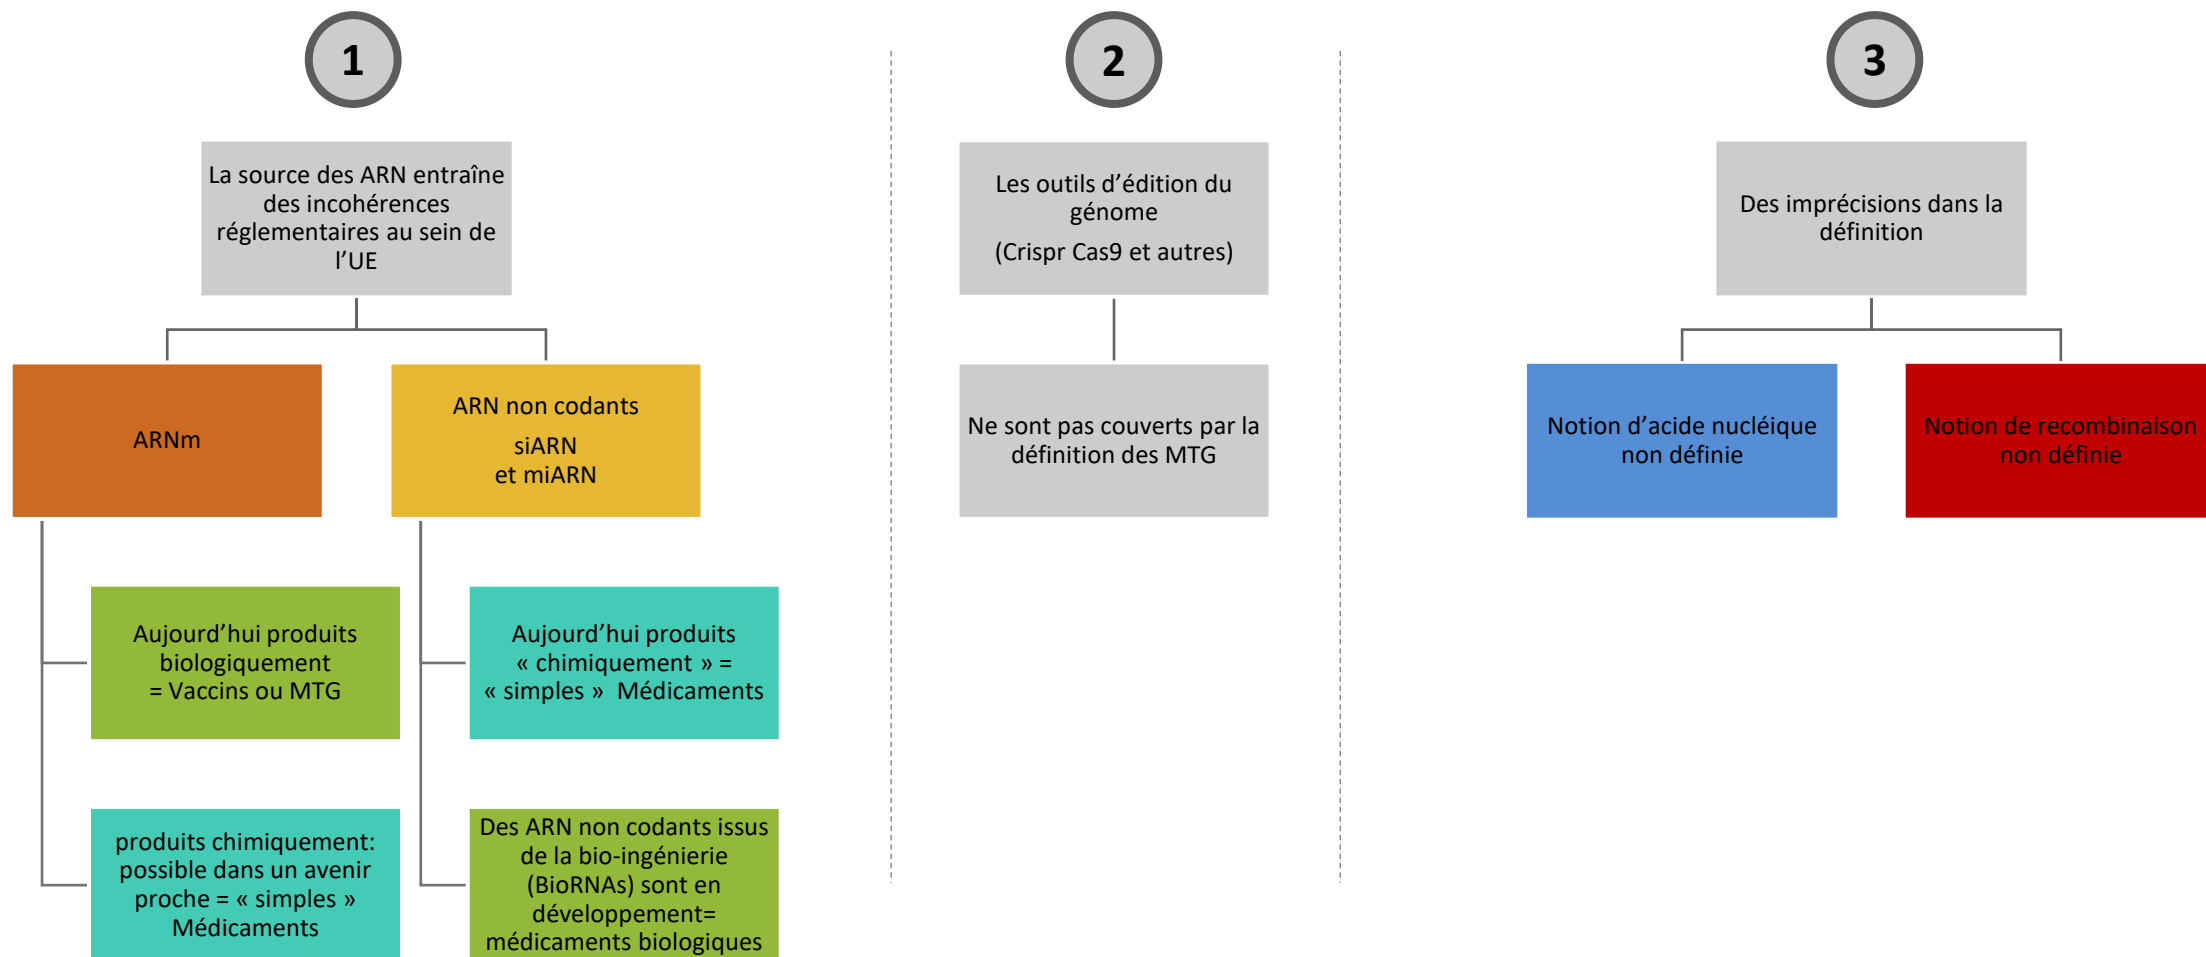 1
La source des ARN entraîne
des incohérences
réglementaires au sein de
l’UE
ARNm
ARN non codants
siARN
et miARN
Aujourd’hui produits
biologiquement
= Vaccins ou MTG
Aujourd’hui produits
« chimiquement » =
« simples » Médicaments
produits chimiquement:
possible dans un avenir
proche = « simples »
Médicaments
Des ARN non codants issus
de la bio-ingénierie
(BioRNAs) sont en
développement=
médicaments biologiques
2
Les outils d’édition du
génome
(Crispr Cas9 et autres)
Ne sont pas couverts par la
définition des MTG
3
Des imprécisions dans la
définition
Notion d’acide nucléique
non définie
Notion de recombinaison
non définie